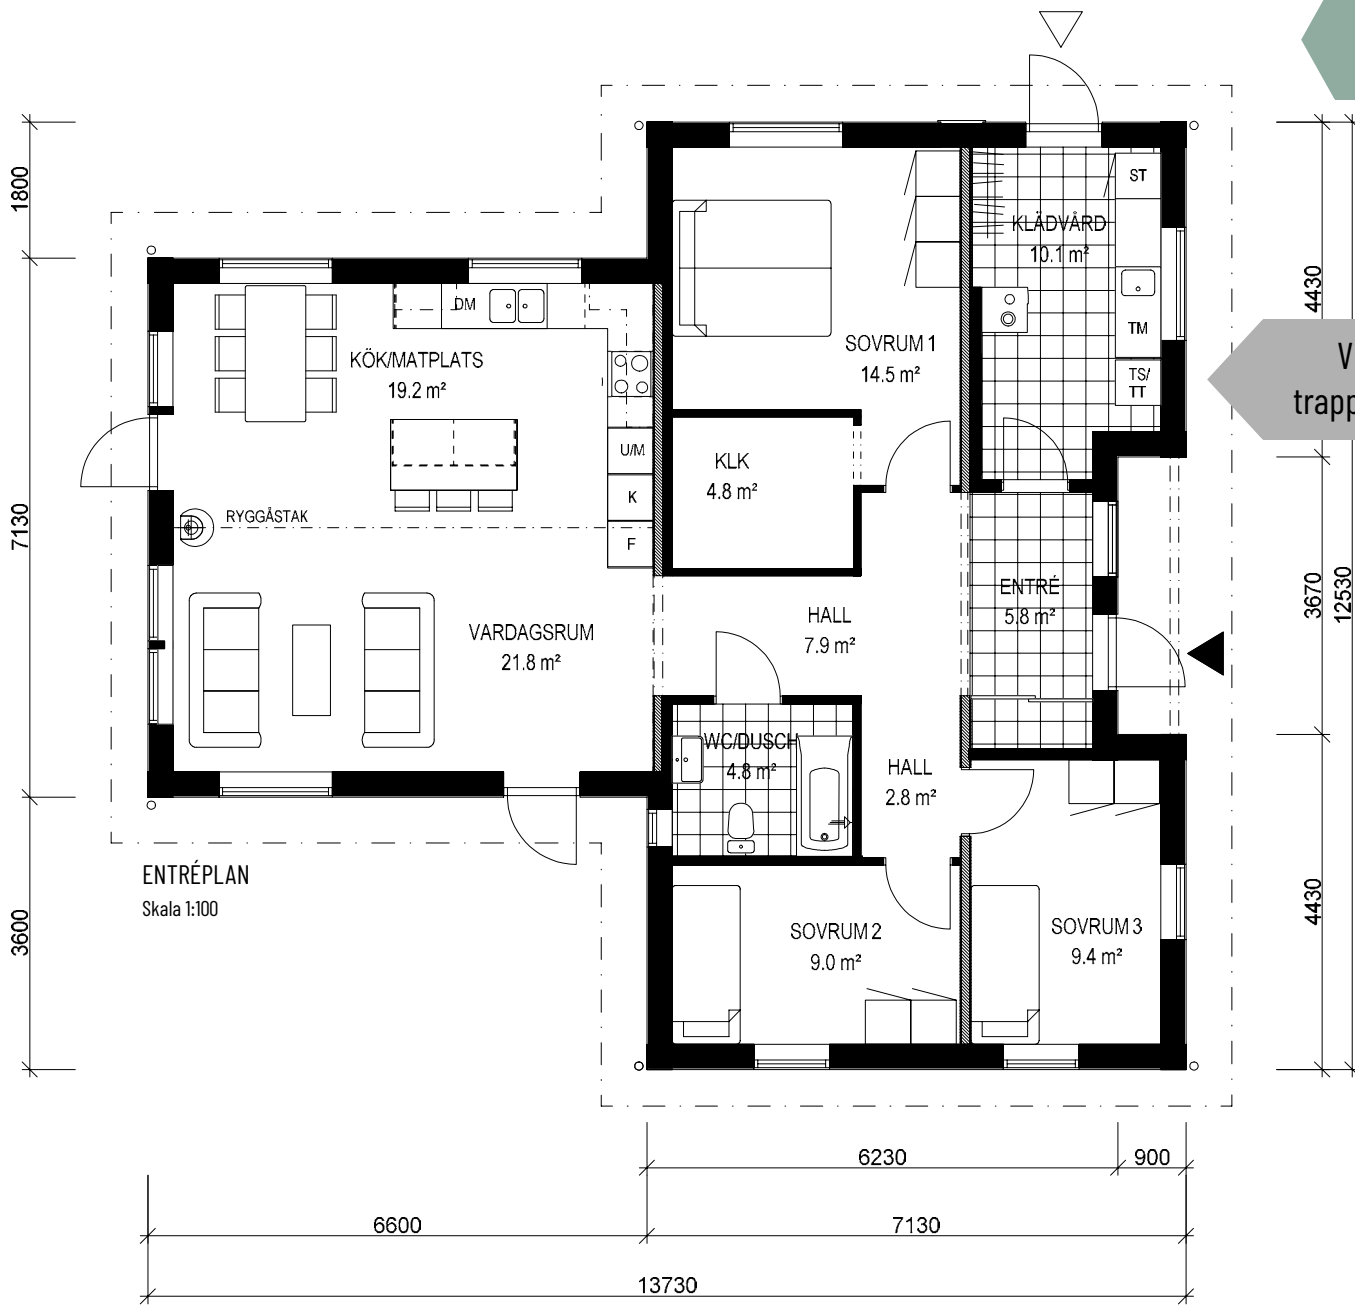 1800
7130
3600
ST
KLÄDVÅRD
10.1 m²
TM
TS/
TT
DM
KÖK/MATPLATS
19.2 m²
U/M
K
F
SOVRUM 1
14.5 m²
KLK
4.8 m²
RYGGÅSTAK
VARDAGSRUM
21.8 m²
HALL
7.9 m²
ENTRÉ
5.8 m²
WC/DUSCH
4.8 m²
HALL
2.8 m²
SOVRUM 2
9.0 m²
SOVRUM 3
9.4 m²
ENTRÉPLAN
Skala 1:100
4430
3670
12530
4430
V
trapp
6230
900
6600
7130
13730